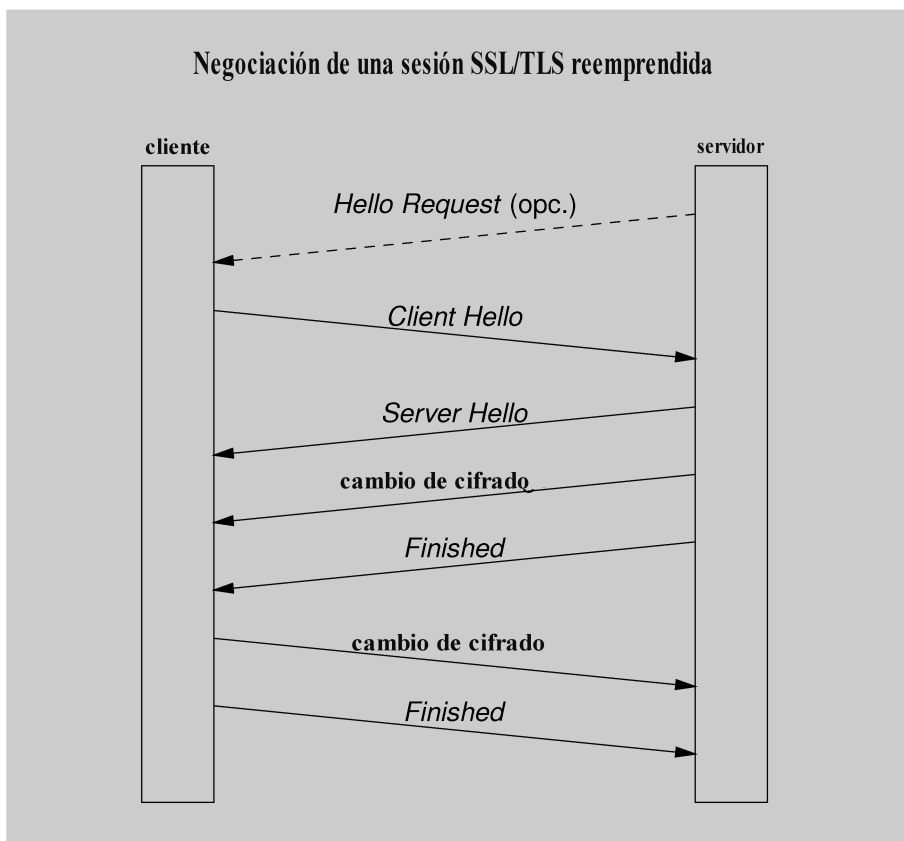 Negociación de una sesión SSL/TLS reemprendida
cliente
servidor
Hello Request (opc.)
Client Hello
Server Hello
cambio de cifrado
Finished
cambio de cifrado
Finished